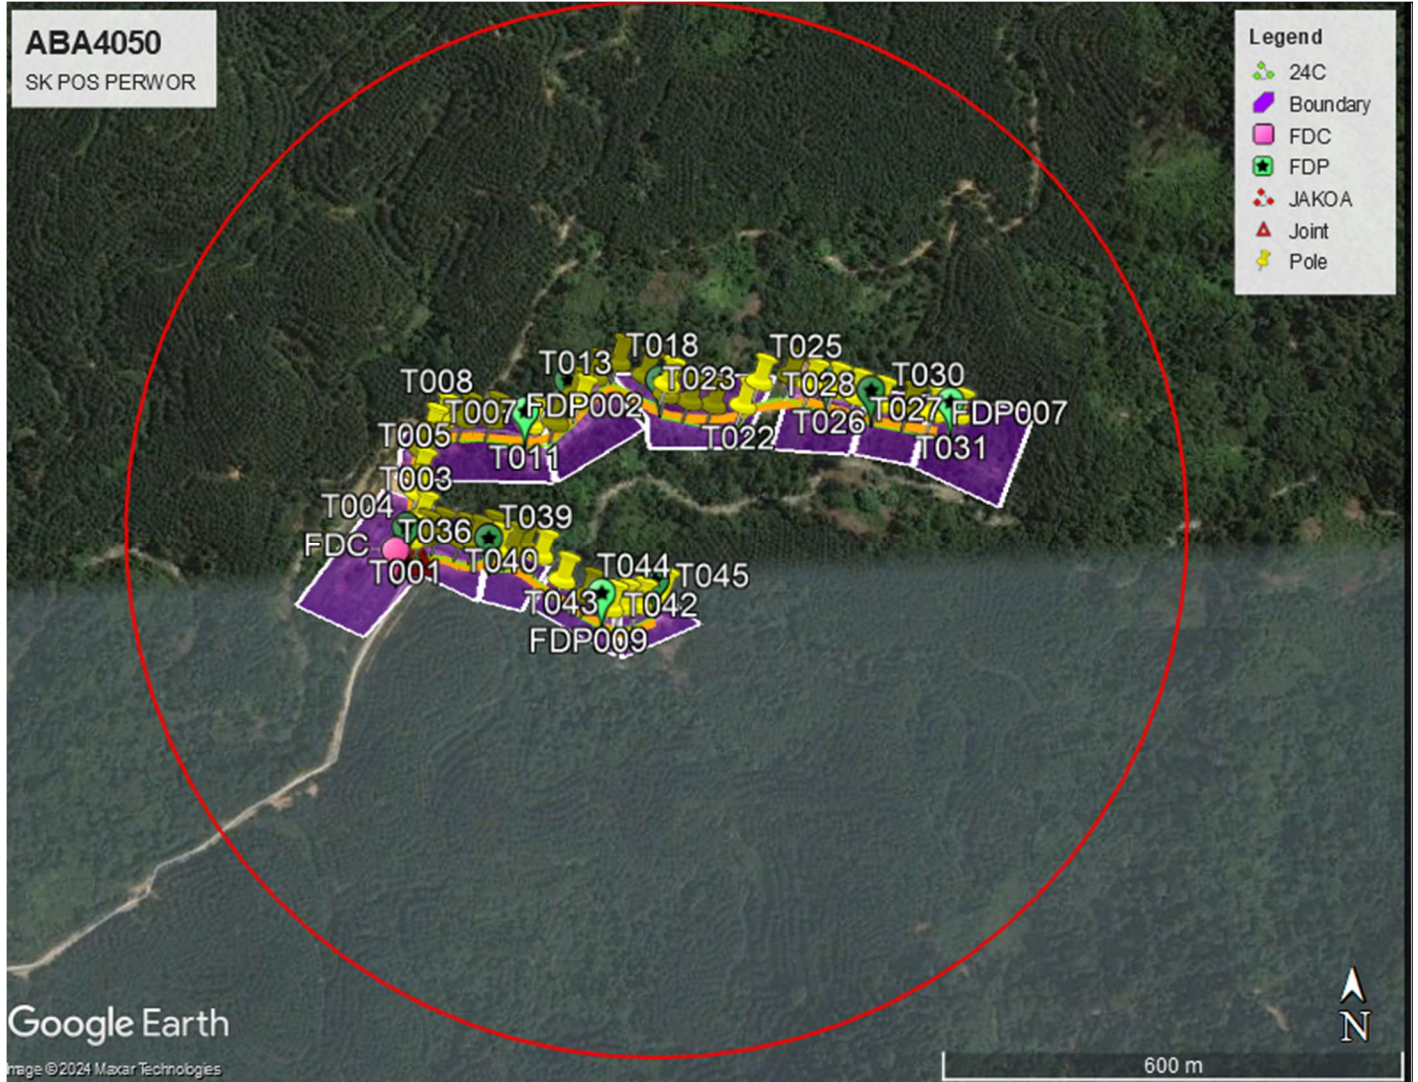 ABA4050
SK POS PERWOR
Legend
24C
Boundary
FDC
FDP
JAKOA
Joint
Pole
T018
T025
T013
T008
T023
T028
T030
T007
FDP002
T027
FDP007
T005
T022
T026
T031
T011
T003
T004
T036
T039
FDC
T001
T040
T044
T045
T043
T042
FDP009
Google Earth
Image © 2024 Maxar Technologies
N
600 m